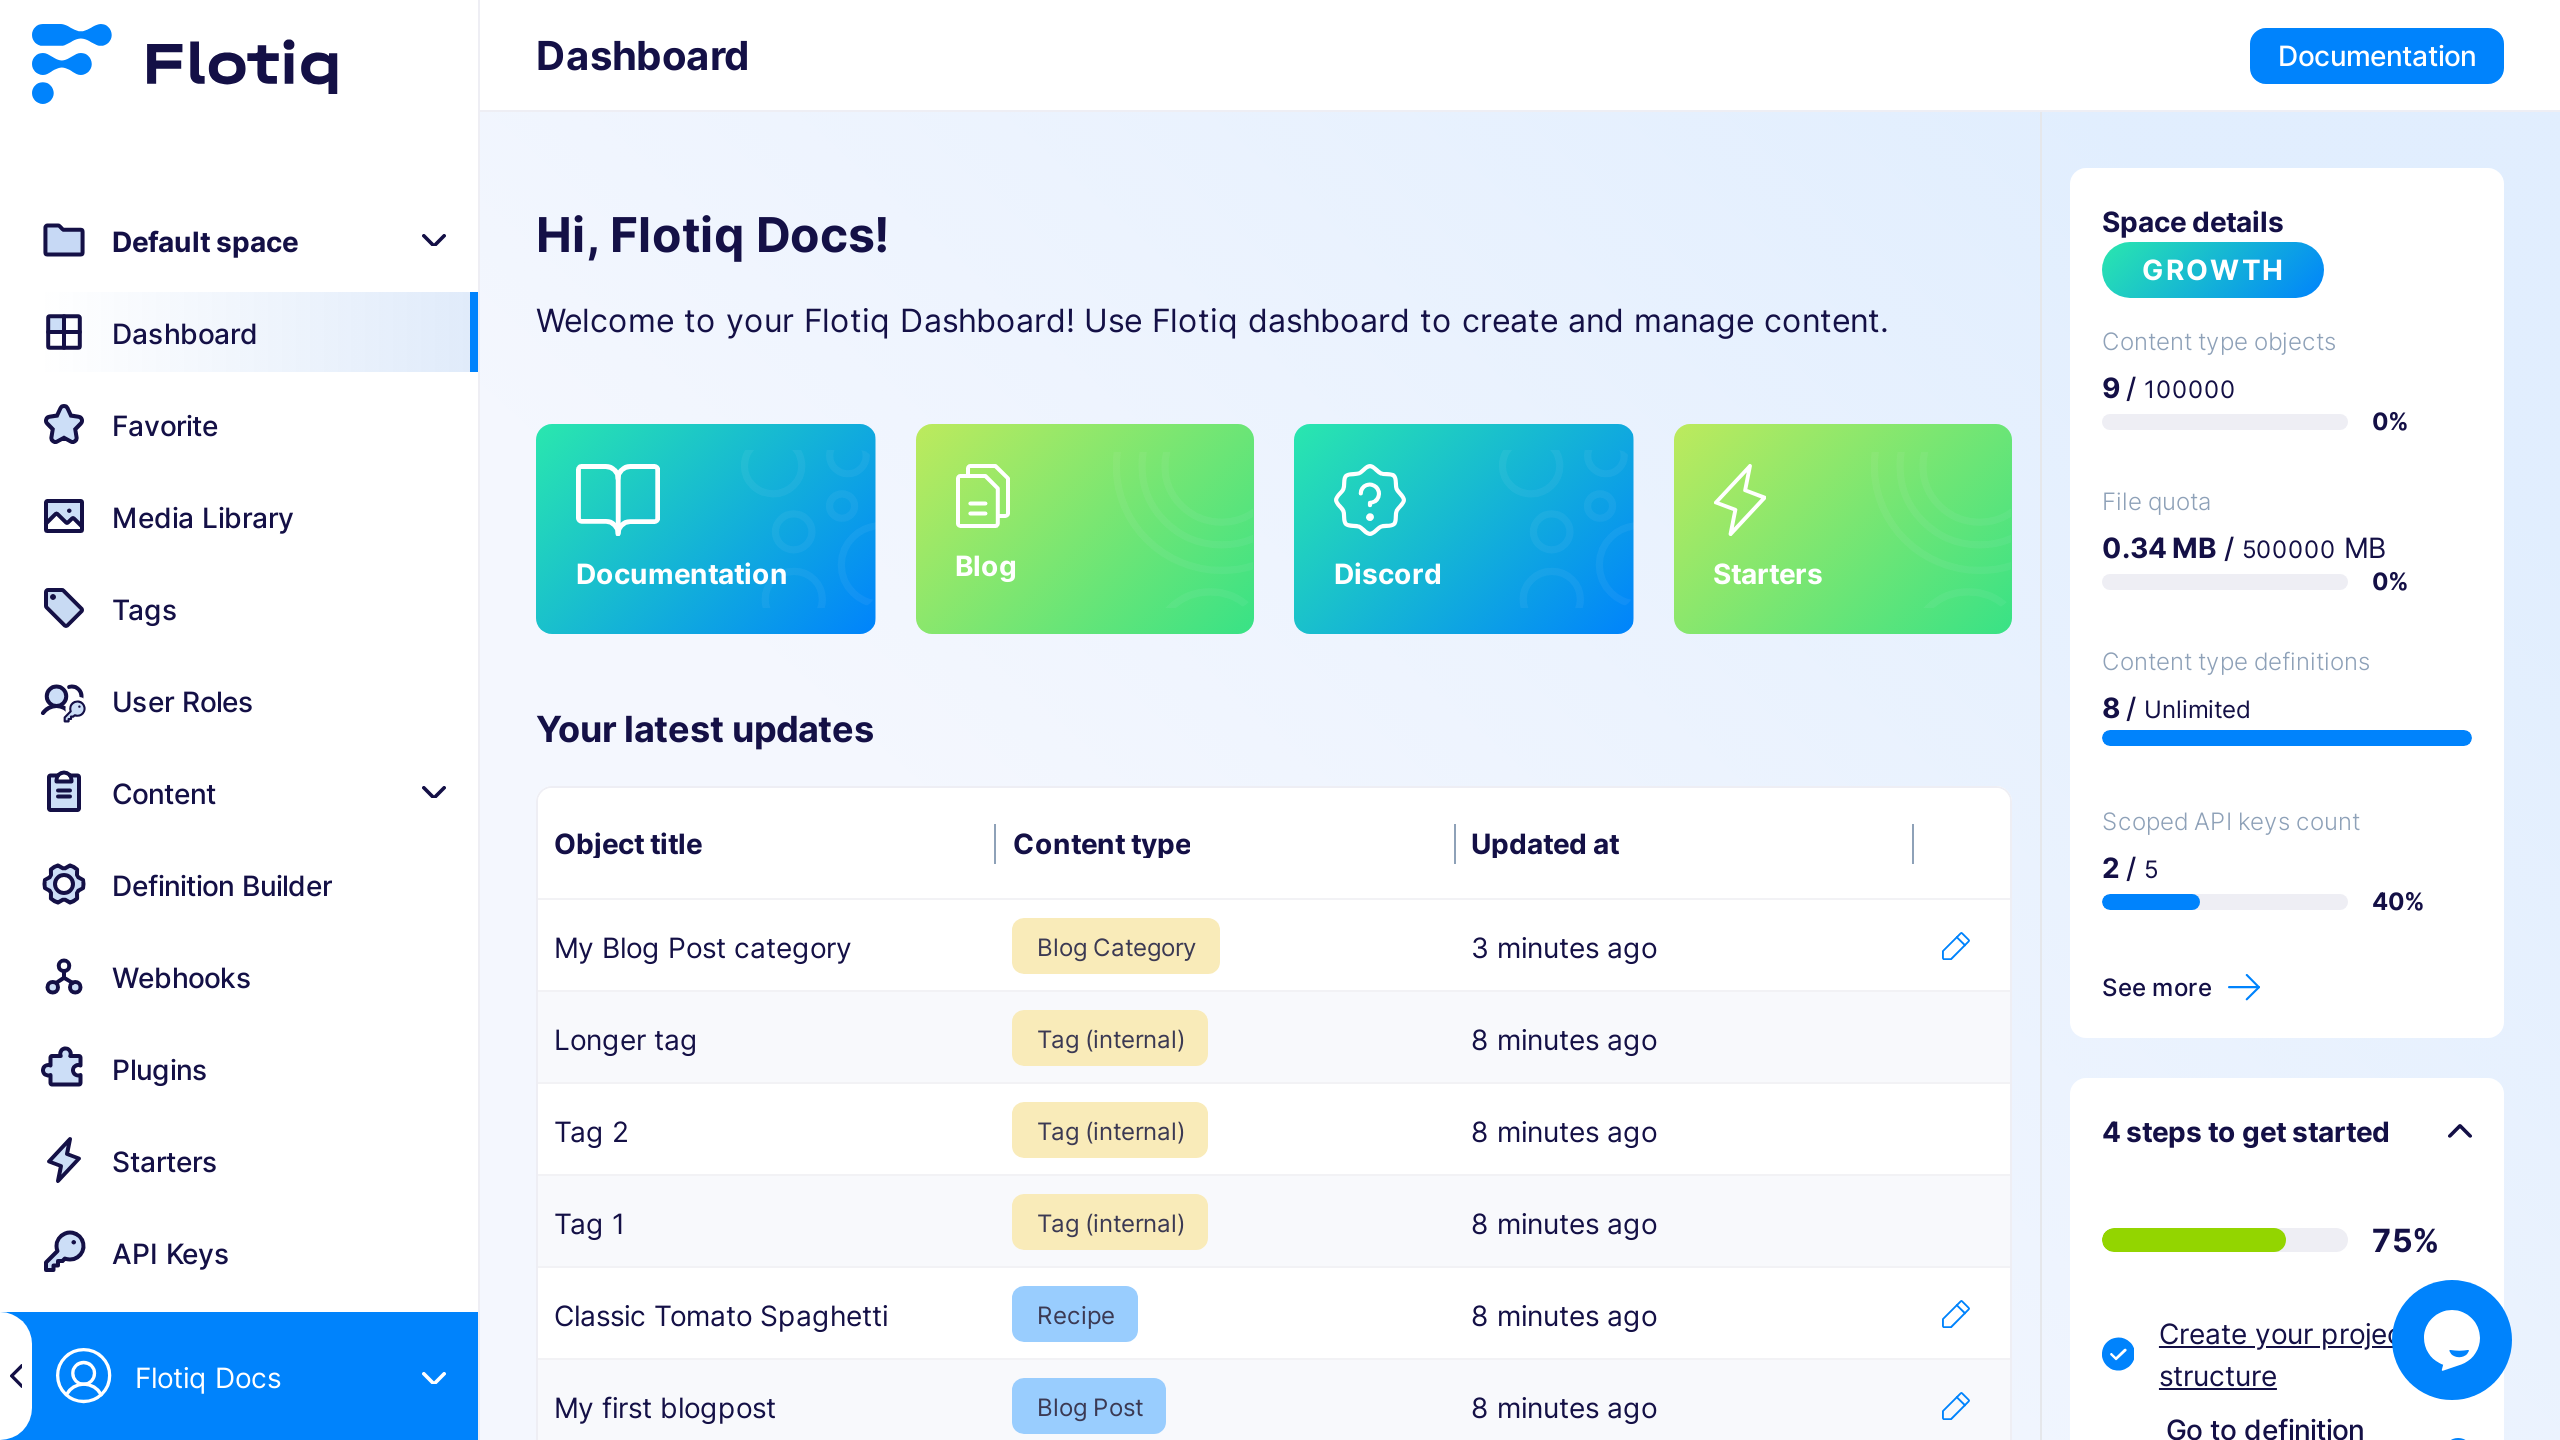 Flotiq
Default space
Dashboard
Favorite
Media Library
Tags
User Roles
Content
Definition Builder
Webhooks
Plugins
Starters
API Keys
Flotiq Docs
Dashboard
Documentation
Hi, Flotiq Docs!
Welcome to your Flotiq Dashboard! Use Flotiq dashboard to create and manage content.
Documentation
Blog
Discord
Starters
Your latest updates
Object title Content type Updated at
My Blog Post category Blog Category 3 minutes ago
Longer tag Tag (internal) 8 minutes ago
Tag 2 Tag (internal) 8 minutes ago
Tag 1 Tag (internal) 8 minutes ago
Classic Tomato Spaghetti Recipe 8 minutes ago
My first blogpost Blog Post 8 minutes ago
Space details
GROWTH
Content type objects
9 / 100000
0%
File quota
0.34 MB / 500000 MB
0%
Content type definitions
8 / Unlimited
Scoped API keys count
2 / 5
40%
See more
4 steps to get started
75%
Create your projec
structure
Go to definition